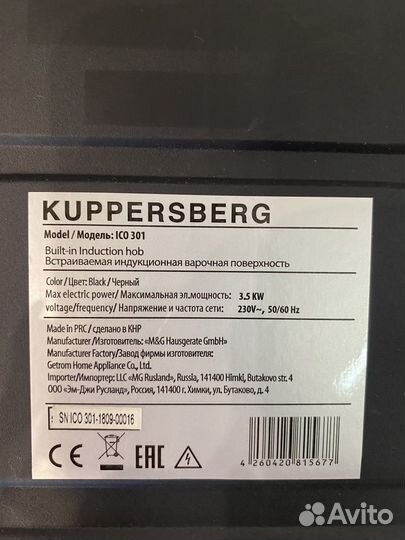 KUPPERSBERG
Model / Модель: ICO 301
Built-in Induction hob
Встраиваемая индукционная варочная поверхность
Color / Цвет: Black / Черный
Max electric power/ Максимальная эл.мощность: 3.5 KW
voltage/frequency/ Напряжение и частота сети: 230V~, 50/60 Hz
Made in PRC / сделано в КНР
Manufacturer/Изготовитель: «M&G Hausgerate GmbH»
Manufacturer Factory/Завод фирмы изготовителя:
Getrom Home Appliance Co., Ltd.
Importer/Импортер: LLC «MG Rusland», Russia, 141400 Himki, Butakovo str. 4
ООО «Эм-Джи Русланд», Россия, 141400 г. Химки, ул. Бутаково, д. 4
SN ICO 301-1809-00016
CE EAC
4 260420 815677
Avito